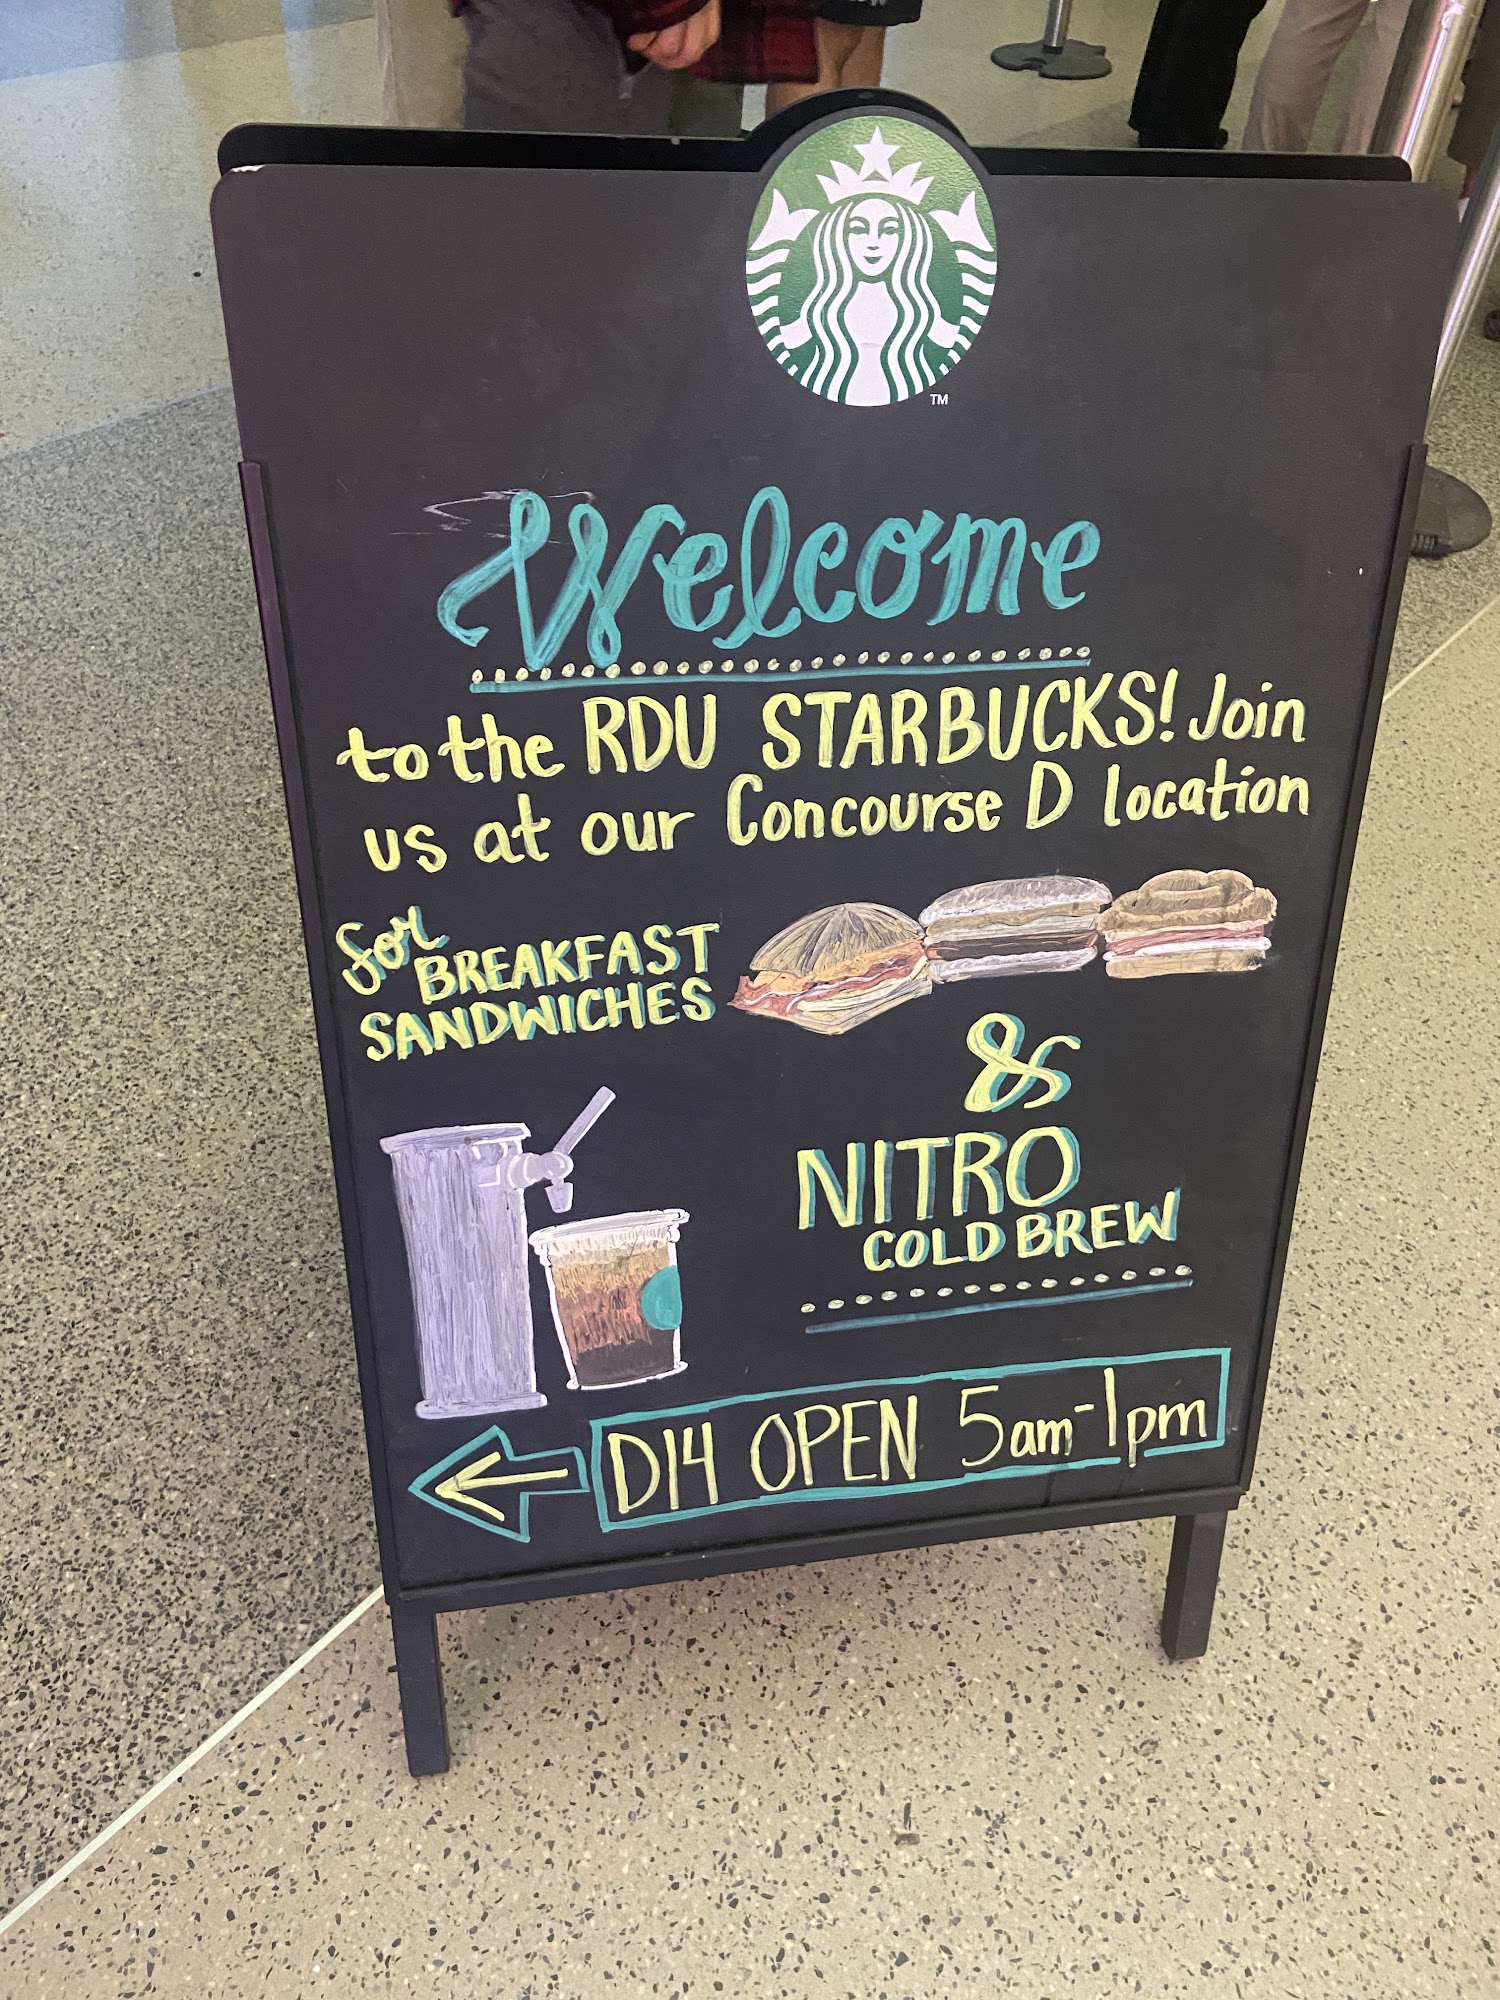 TM
Welcome
to the RDU STARBUCKS! Join
us at our Concourse D location
for BREAKFAST
SANDWICHES
&
NITRO
COLD BREW
D14 OPEN 5am-1pm